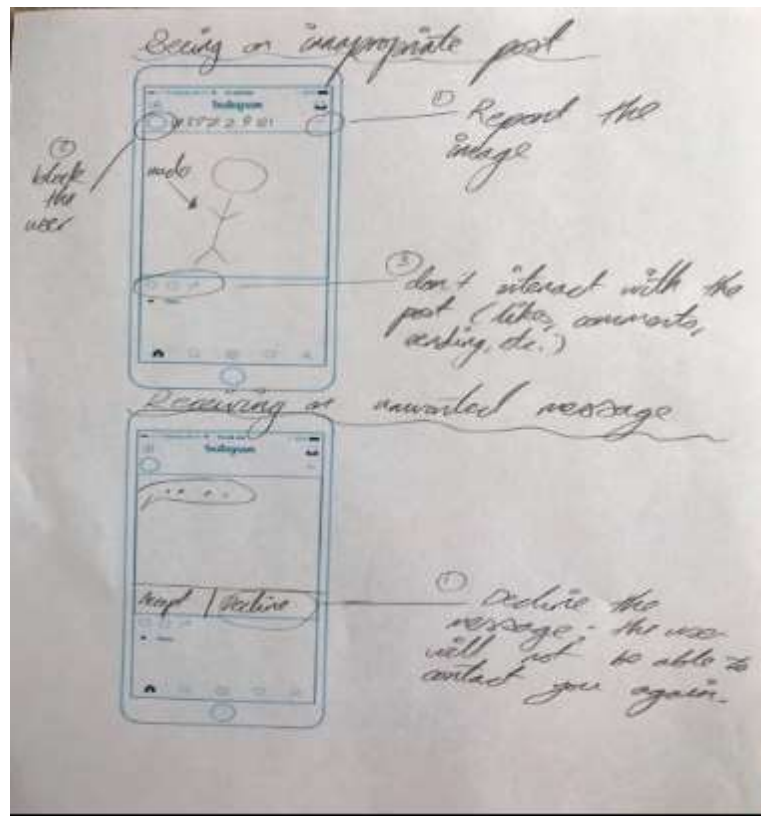 Seeing an inappropriate post
Instagram
① Report the
image
②
block
the
user
nude
③
don't interact with the
post (likes, comments,
sending, etc.)
Receiving an unwanted message
Instagram
Accept | Decline
① Decline the
message, the user
will not be able to
contact you again.